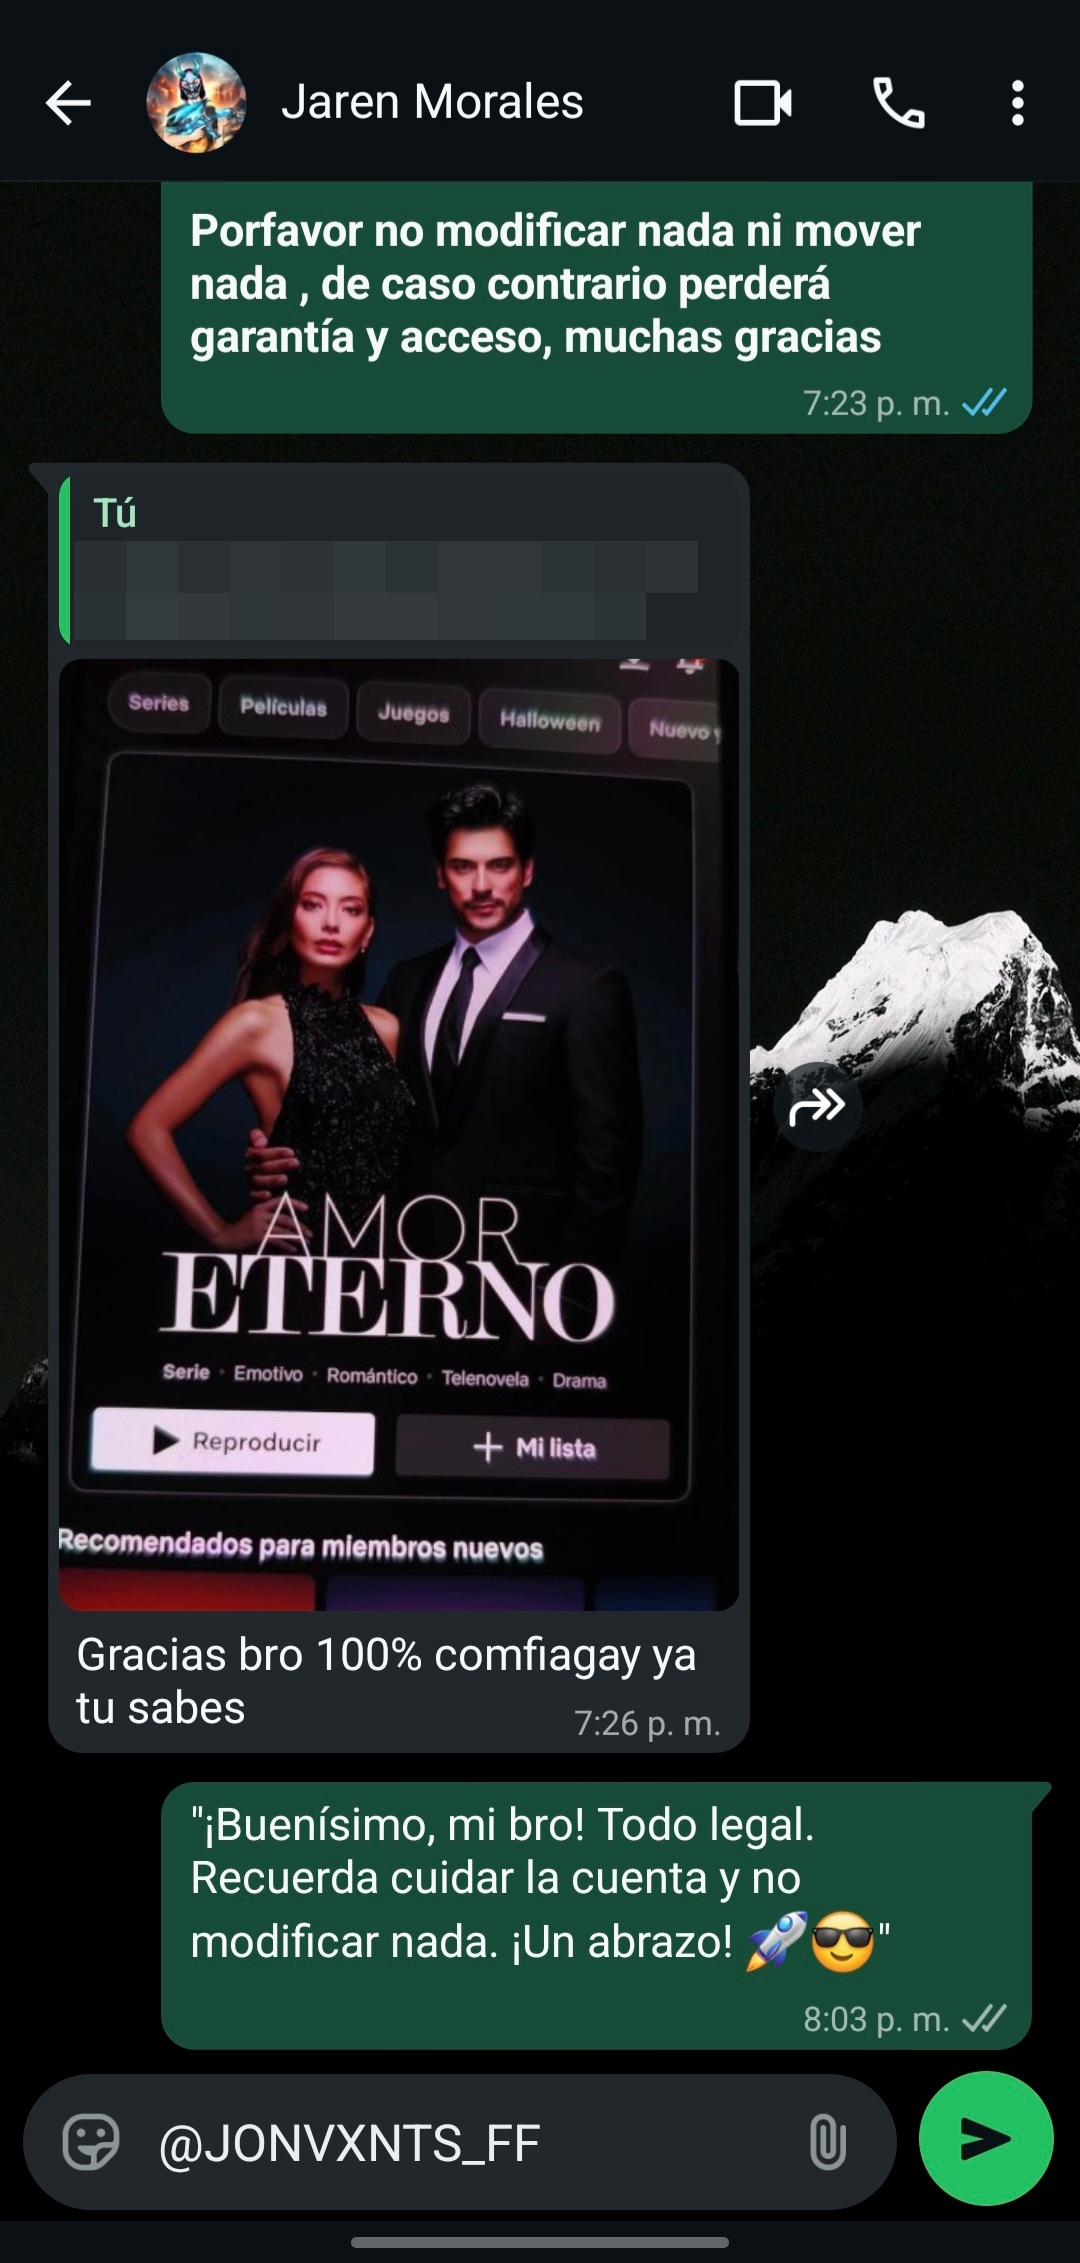 Jaren Morales
Porfavor no modificar nada ni mover
nada , de caso contrario perderá
garantía y acceso, muchas gracias
7:23 p. m.
Tú
Series
Películas
Juegos
Halloween
Nuevo y
AMOR
ETERNO
Serie • Emotivo • Romántico • Telenovela • Drama
Reproducir
Mi lista
Recomendados para miembros nuevos
Gracias bro 100% comfiagay ya
tu sabes
7:26 p. m.
"¡Buenísimo, mi bro! Todo legal.
Recuerda cuidar la cuenta y no
modificar nada. ¡Un abrazo! 🚀😎"
8:03 p. m.
@JONVXNTS_FF